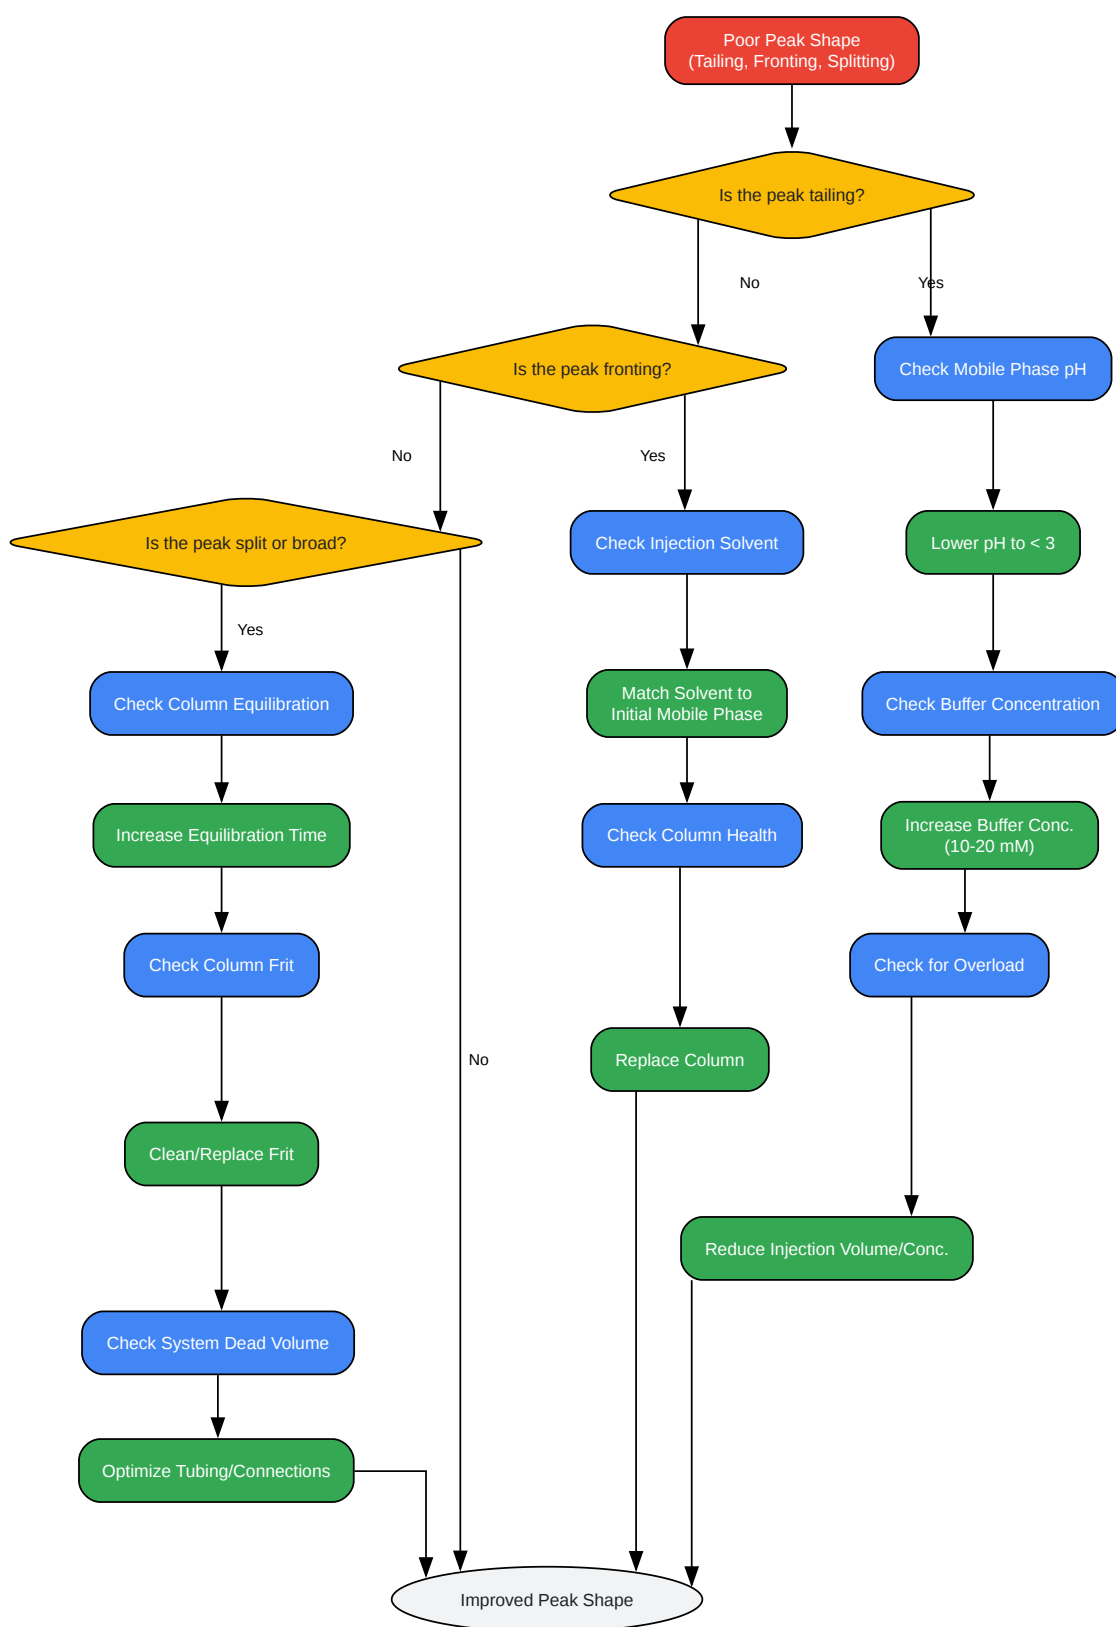 Poor Peak Shape
(Tailing, Fronting, Splitting)
Is the peak tailing?
No
Yes
Is the peak fronting?
Check Mobile Phase pH
No
Yes
Is the peak split or broad?
Check Injection Solvent
Lower pH to < 3
Yes
Check Column Equilibration
Match Solvent to
Initial Mobile Phase
Check Buffer Concentration
Increase Equilibration Time
Check Column Health
Increase Buffer Conc.
(10-20 mM)
Check Column Frit
Check for Overload
No
Replace Column
Clean/Replace Frit
Reduce Injection Volume/Conc.
Check System Dead Volume
Optimize Tubing/Connections
Improved Peak Shape